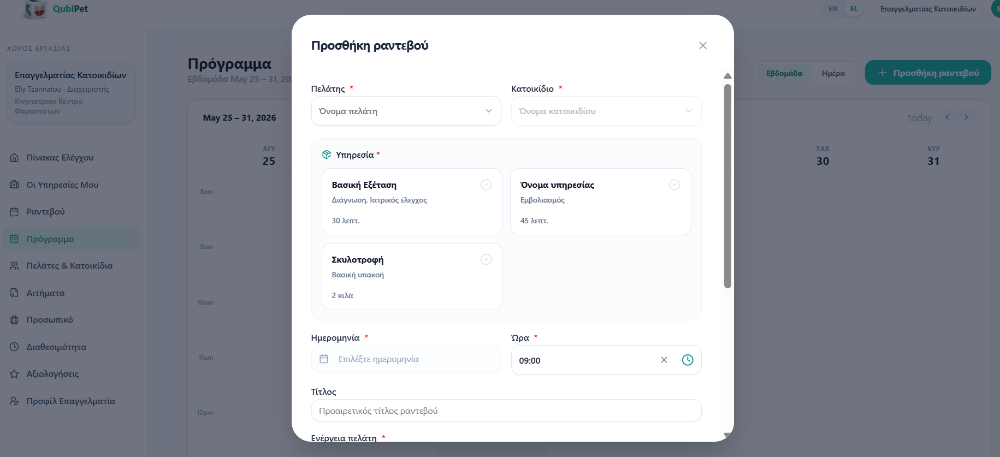 QubiPet
EN EL Επαγγελματίας Κατοικιδίων
ΧΩΡΟΣ ΕΡΓΑΣΙΑΣ
Επαγγελματίας Κατοικιδίων
Elly Tzannatou · Διαχειριστής
Κτηνιατρικο Κέντρο
Φαραντάτων
Πίνακας Ελέγχου
Οι Υπηρεσίες Μου
Ραντεβού
Πρόγραμμα
Πελάτες & Κατοικίδια
Αιτήματα
Προσωπικό
Διαθεσιμότητα
Αξιολογήσεις
Προφίλ Επαγγελματία
Πρόγραμμα
Εβδομάδα May 25 – 31,
Εβδομάδα Ημέρα + Προσθήκη ραντεβού
May 25 – 31, 2026
today
ΔΕΥ
25
ΣΑΒ
30
ΚΥΡ
31
8am
9am
10am
11am
12pm
Προσθήκη ραντεβού
Πελάτης * Κατοικίδιο *
Όνομα πελάτη Όνομα κατοικιδίου
Υπηρεσία *
Βασική Εξέταση
Διάγνωση, Ιατρικός έλεγχος
30 λεπτ.
Όνομα υπηρεσίας
Εμβολιασμός
45 λεπτ.
Σκυλοτροφή
Βασική υπακοή
2 κιλά
Ημερομηνία * Ώρα *
Επιλέξτε ημερομηνία 09:00
Τίτλος
Προαιρετικός τίτλος ραντεβού
Ενέργεια πελάτη *